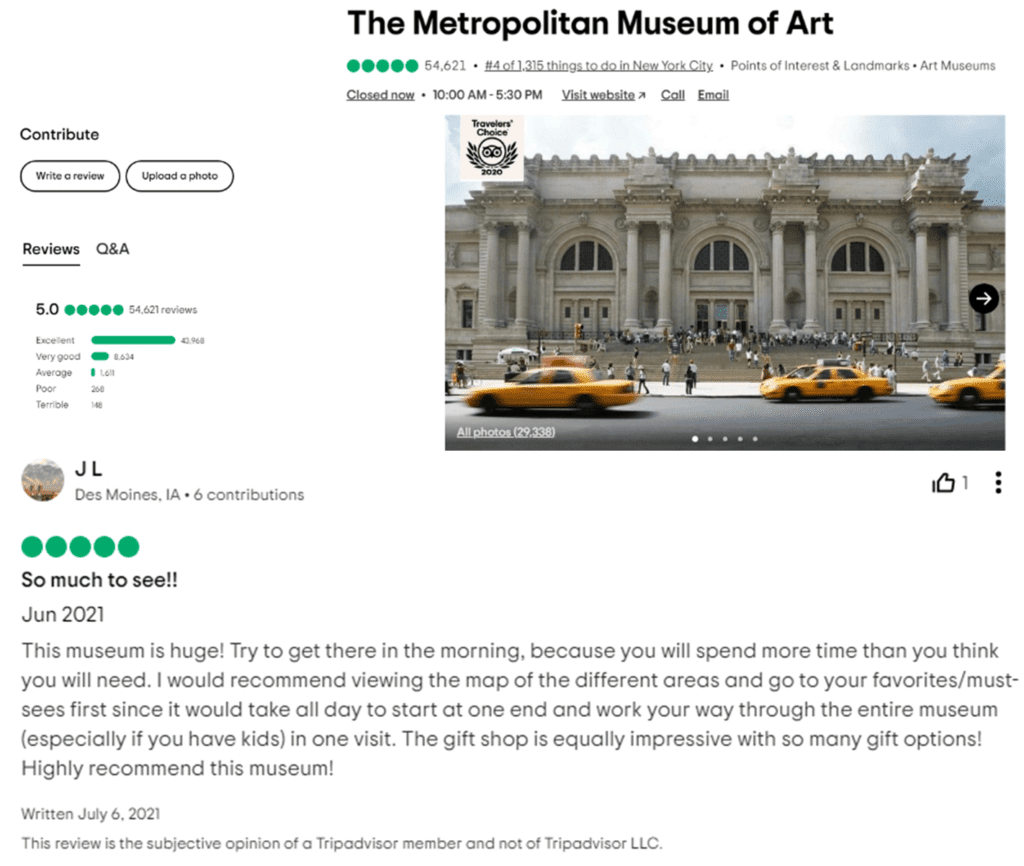 The Metropolitan Museum of Art
54,621 • #4 of 1,315 things to do in New York City • Points of Interest & Landmarks • Art Museums
Closed now • 10:00 AM - 5:30 PM Visit website ↗ Call Email
Contribute
Write a review Upload a photo
Travelers'
Choice
2020
Reviews Q&A
5.0 54,621 reviews
Excellent 43,968
Very good 8,634
Average 1,611
Poor 268
Terrible 148
All photos (29,338)
J L
Des Moines, IA • 6 contributions
1
So much to see!!
Jun 2021
This museum is huge! Try to get there in the morning, because you will spend more time than you think
you will need. I would recommend viewing the map of the different areas and go to your favorites/must-
sees first since it would take all day to start at one end and work your way through the entire museum
(especially if you have kids) in one visit. The gift shop is equally impressive with so many gift options!
Highly recommend this museum!
Written July 6, 2021
This review is the subjective opinion of a Tripadvisor member and not of Tripadvisor LLC.